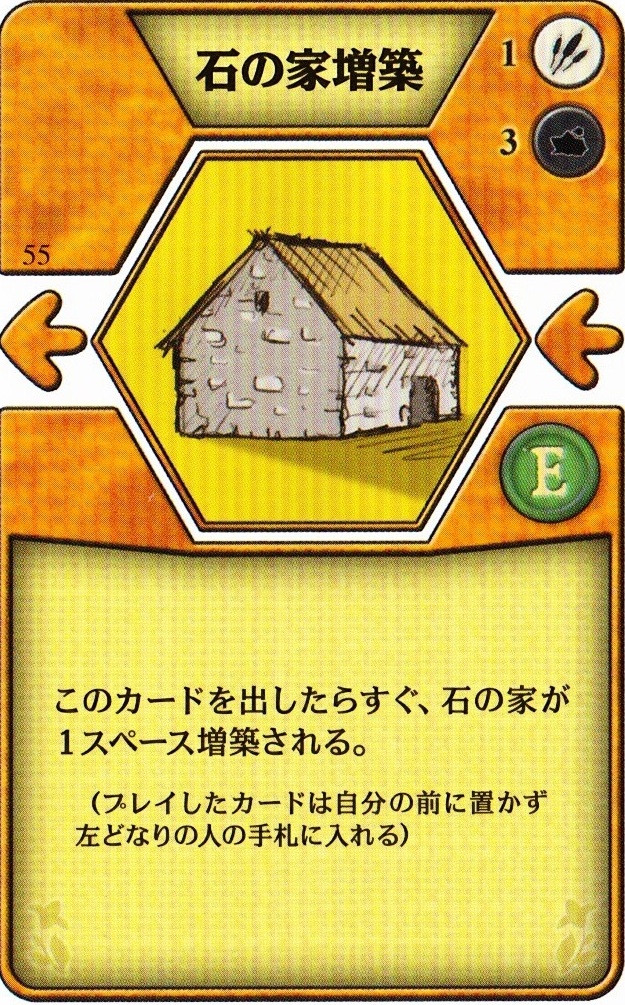 石の家増築
1
3
55
E
このカードを出したらすぐ、石の家が
1スペース増築される。
（プレイしたカードは自分の前に置かず
左どなりの人の手札に入れる）